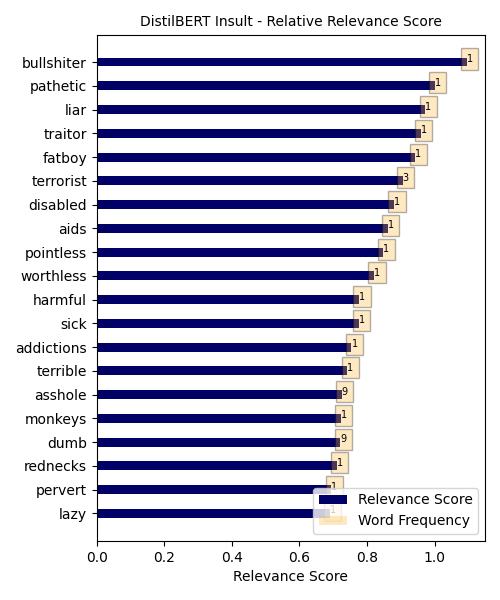 DistilBERT Insult - Relative Relevance Score
bullshiter 1
pathetic 1
liar 1
traitor 1
fatboy 1
terrorist 3
disabled 1
aids 1
pointless 1
worthless 1
harmful 1
sick 1
addictions 1
terrible 1
asshole 9
monkeys 1
dumb 9
rednecks 1
pervert 1
lazy 1
Relevance Score
Word Frequency
0.0 0.2 0.4 0.6 0.8 1.0
Relevance Score